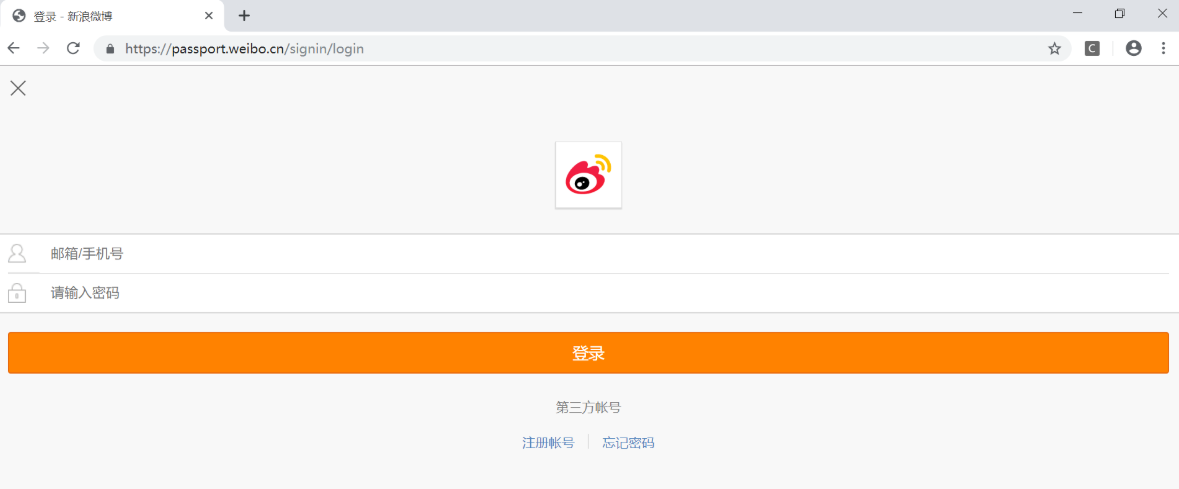 登录 - 新浪微博
https://passport.weibo.cn/signin/login
C
邮箱/手机号
请输入密码
登录
第三方帐号
注册帐号 | 忘记密码